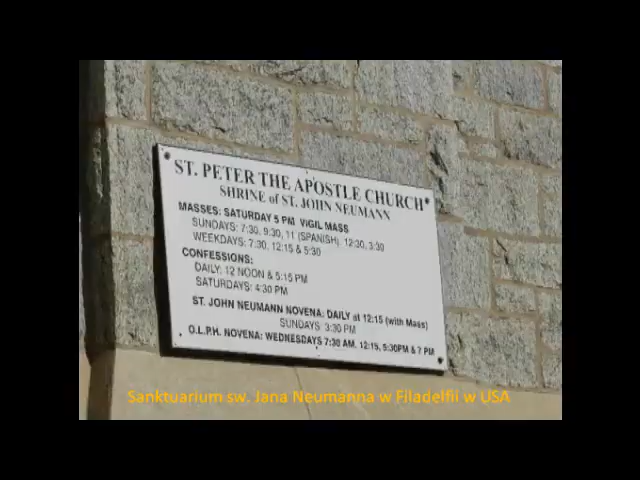 ST. PETER THE APOSTLE CHURCH
SHRINE of ST. JOHN NEUMANN
MASSES: SATURDAY 5 PM VIGIL MASS
SUNDAYS: 7:30, 9:30, 11 (SPANISH), 12:30, 3:30
WEEKDAYS: 7:30, 12:15 & 5:30
CONFESSIONS:
DAILY: 12 NOON & 5:15 PM
SATURDAYS: 4:30 PM
ST. JOHN NEUMANN NOVENA: DAILY at 12:15 (with Mass)
SUNDAYS 3:30 PM
O.L.P.H. NOVENA: WEDNESDAYS 7:30 AM, 12:15, 5:30PM & 7 PM
Sanktuarium sw. Jana Neumanna w Filadelfii w USA